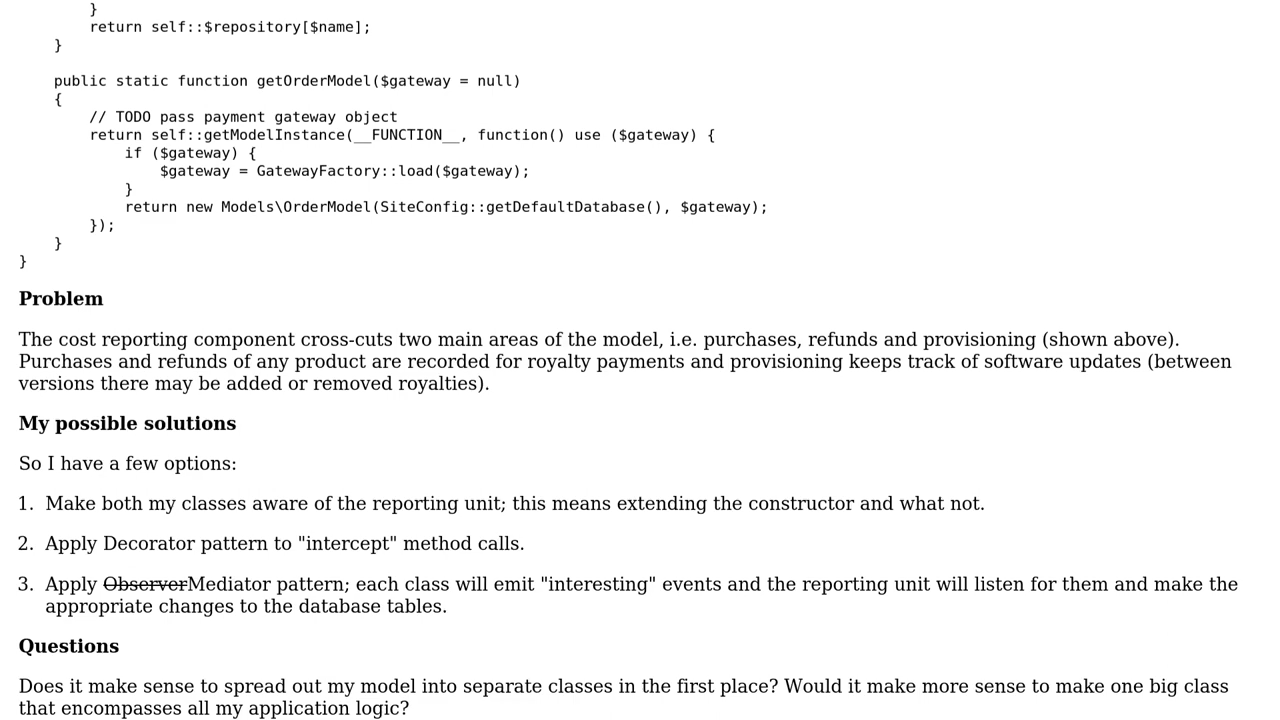 }
        return self::$repository[$name];
    }

    public static function getOrderModel($gateway = null)
    {
        // TODO pass payment gateway object
        return self::getModelInstance(__FUNCTION__, function() use ($gateway) {
            if ($gateway) {
                $gateway = GatewayFactory::load($gateway);
            }
            return new Models\OrderModel(SiteConfig::getDefaultDatabase(), $gateway);
        });
    }
}
Problem
The cost reporting component cross-cuts two main areas of the model, i.e. purchases, refunds and provisioning (shown above).
Purchases and refunds of any product are recorded for royalty payments and provisioning keeps track of software updates (between
versions there may be added or removed royalties).
My possible solutions
So I have a few options:
1. Make both my classes aware of the reporting unit; this means extending the constructor and what not.
2. Apply Decorator pattern to "intercept" method calls.
3. Apply ObserverMediator pattern; each class will emit "interesting" events and the reporting unit will listen for them and make the
appropriate changes to the database tables.
Questions
Does it make sense to spread out my model into separate classes in the first place? Would it make more sense to make one big class
that encompasses all my application logic?